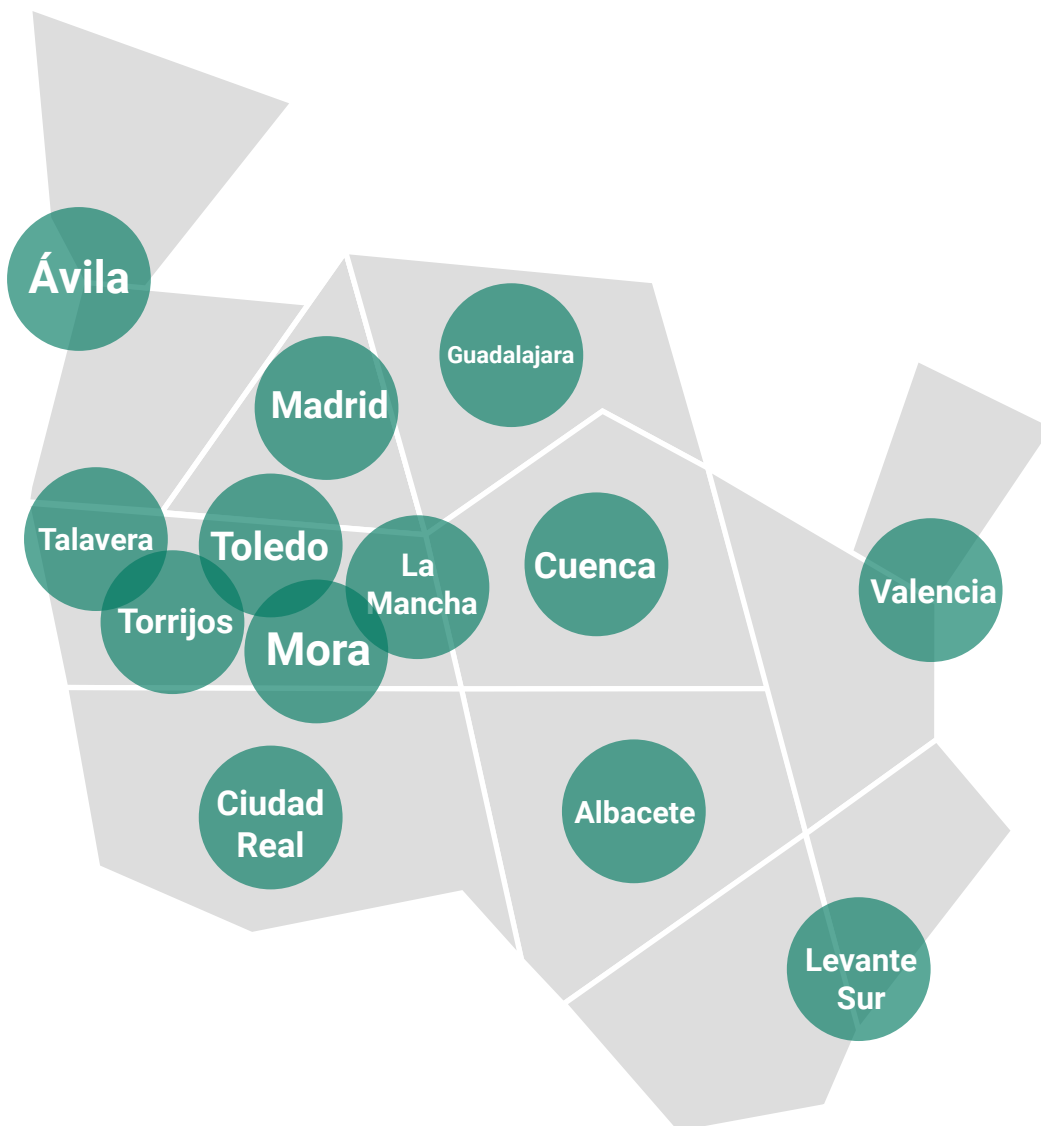 Ávila
Guadalajara
Madrid
Talavera
Toledo
La
Mancha
Cuenca
Valencia
Torrijos
Mora
Ciudad
Real
Albacete
Levante
Sur